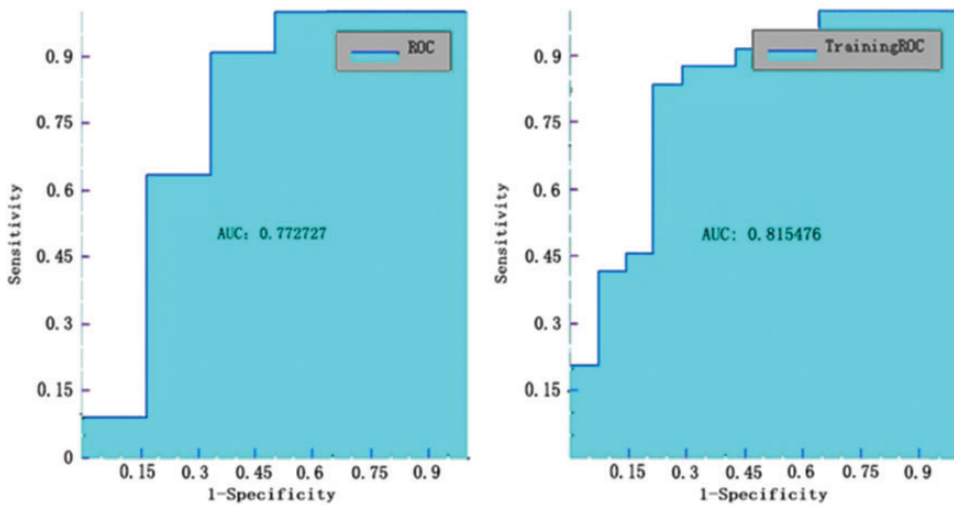 0.9
0.75
0.6
0.45
0.3
0.15
0
Sensitivity
ROC
AUC: 0.772727
0.15 0.3 0.45 0.6 0.75 0.9
1-Specificity
0.9
0.75
0.6
0.45
0.3
0.15
Sensitivity
TrainingROC
AUC: 0.815476
0.15 0.3 0.45 0.6 0.75 0.9
1-Specificity